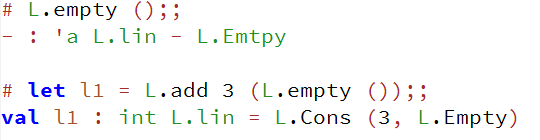 # L.empty ();;
- : 'a L.lin - L.Emtpy
# let l1 = L.add 3 (L.empty ());;
val l1 : int L.lin = L.Cons (3, L.Empty)